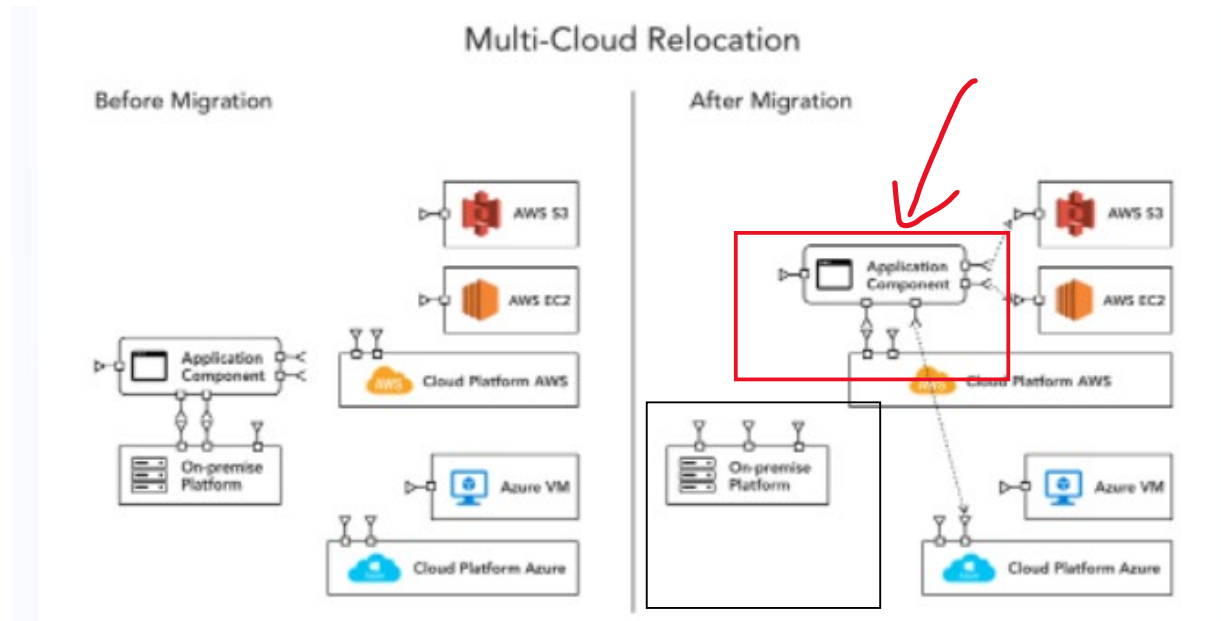 Multi-Cloud Relocation
Before Migration
AWS S3
AWS EC2
Application
Component
AWS
Cloud Platform AWS
On-premise
Platform
Azure VM
Cloud Platform Azure
After Migration
AWS S3
Application
Component
AWS EC2
AWS
Cloud Platform AWS
On-premise
Platform
Azure VM
Cloud Platform Azure